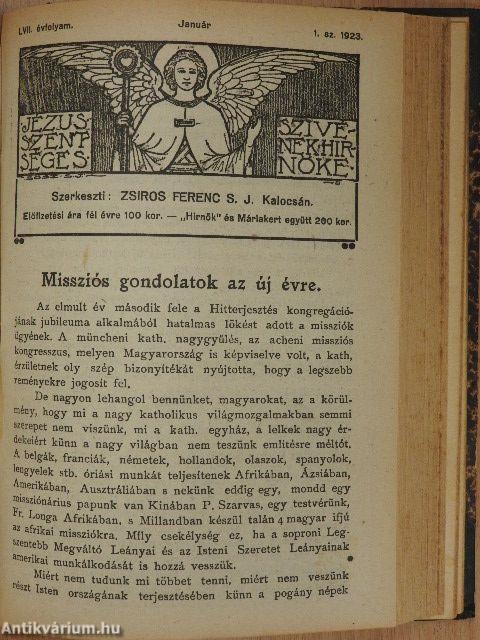 LVII. évfolyam.
Január
1. sz. 1923.
JÉZUS
SZENT
SÉGES
SZIVÉ
NEK HIR
NÖKE.
Szerkeszti: ZSIROS FERENC S. J. Kalocsán.
Előfizetési ára fél évre 100 kor. — „Hirnök" és Máriakert együtt 200 kor.
Missziós gondolatok az új évre.
Az elmult év második fele a Hitterjesztés kongregáció-
jának jubileuma alkalmából hatalmas lökést adott a missziók
ügyének. A müncheni kath. nagygyűlés, az acheni missziós
kongresszus, melyen Magyarország is képviselve volt, a kath.
érzületnek oly szép bizonyítékát nyújtotta, hogy a legszebb
reményekre jogosít fel.
De nagyon lehangol bennünket, magyarokat, az a körül-
mény, hogy mi a nagy katholikus világmozgalmakban semmi
szerepet nem viszünk, mi a kath. egyház, a lelkek nagy ér-
dekeiért künn a nagy világban nem teszünk említésre méltót.
A belgák, franciák, németek, hollandok, olaszok, spanyolok,
lengyelek stb. óriási munkát teljesítenek Afrikában, Ázsiában,
Amerikában, Ausztráliában s nekünk eddig egy, mondd egy
missziónárius papunk van Kinában P. Szarvas, egy testvérünk,
Fr. Longa Afrikában, s Millandban készül talán 4 magyar ifjú
az afrikai missziókra. Mily csekélység ez, ha a soproni Leg-
szentebb Megváltó Leányai és az Isteni Szeretet Leányainak
amerikai munkálkodását is hozzá vesszük.
Miért nem tudunk mi többet tenni, miért nem veszünk
részt Isten országának terjesztésében künn a pogány népek
Antikvárium.hu